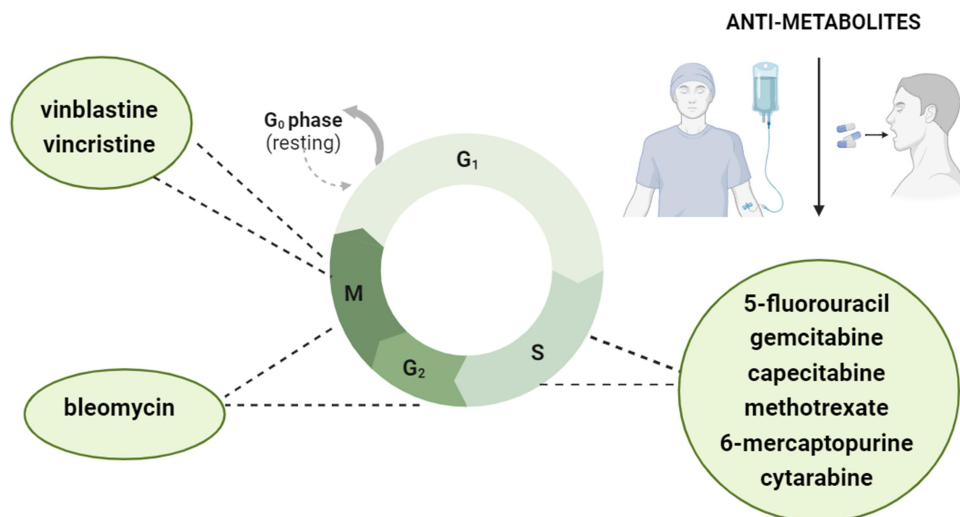 ANTI-METABOLITES
vinblastine
vincristine
G₀ phase
(resting)
G₁
M
S
G₂
bleomycin
5-fluorouracil
gemcitabine
capecitabine
methotrexate
6-mercaptopurine
cytarabine